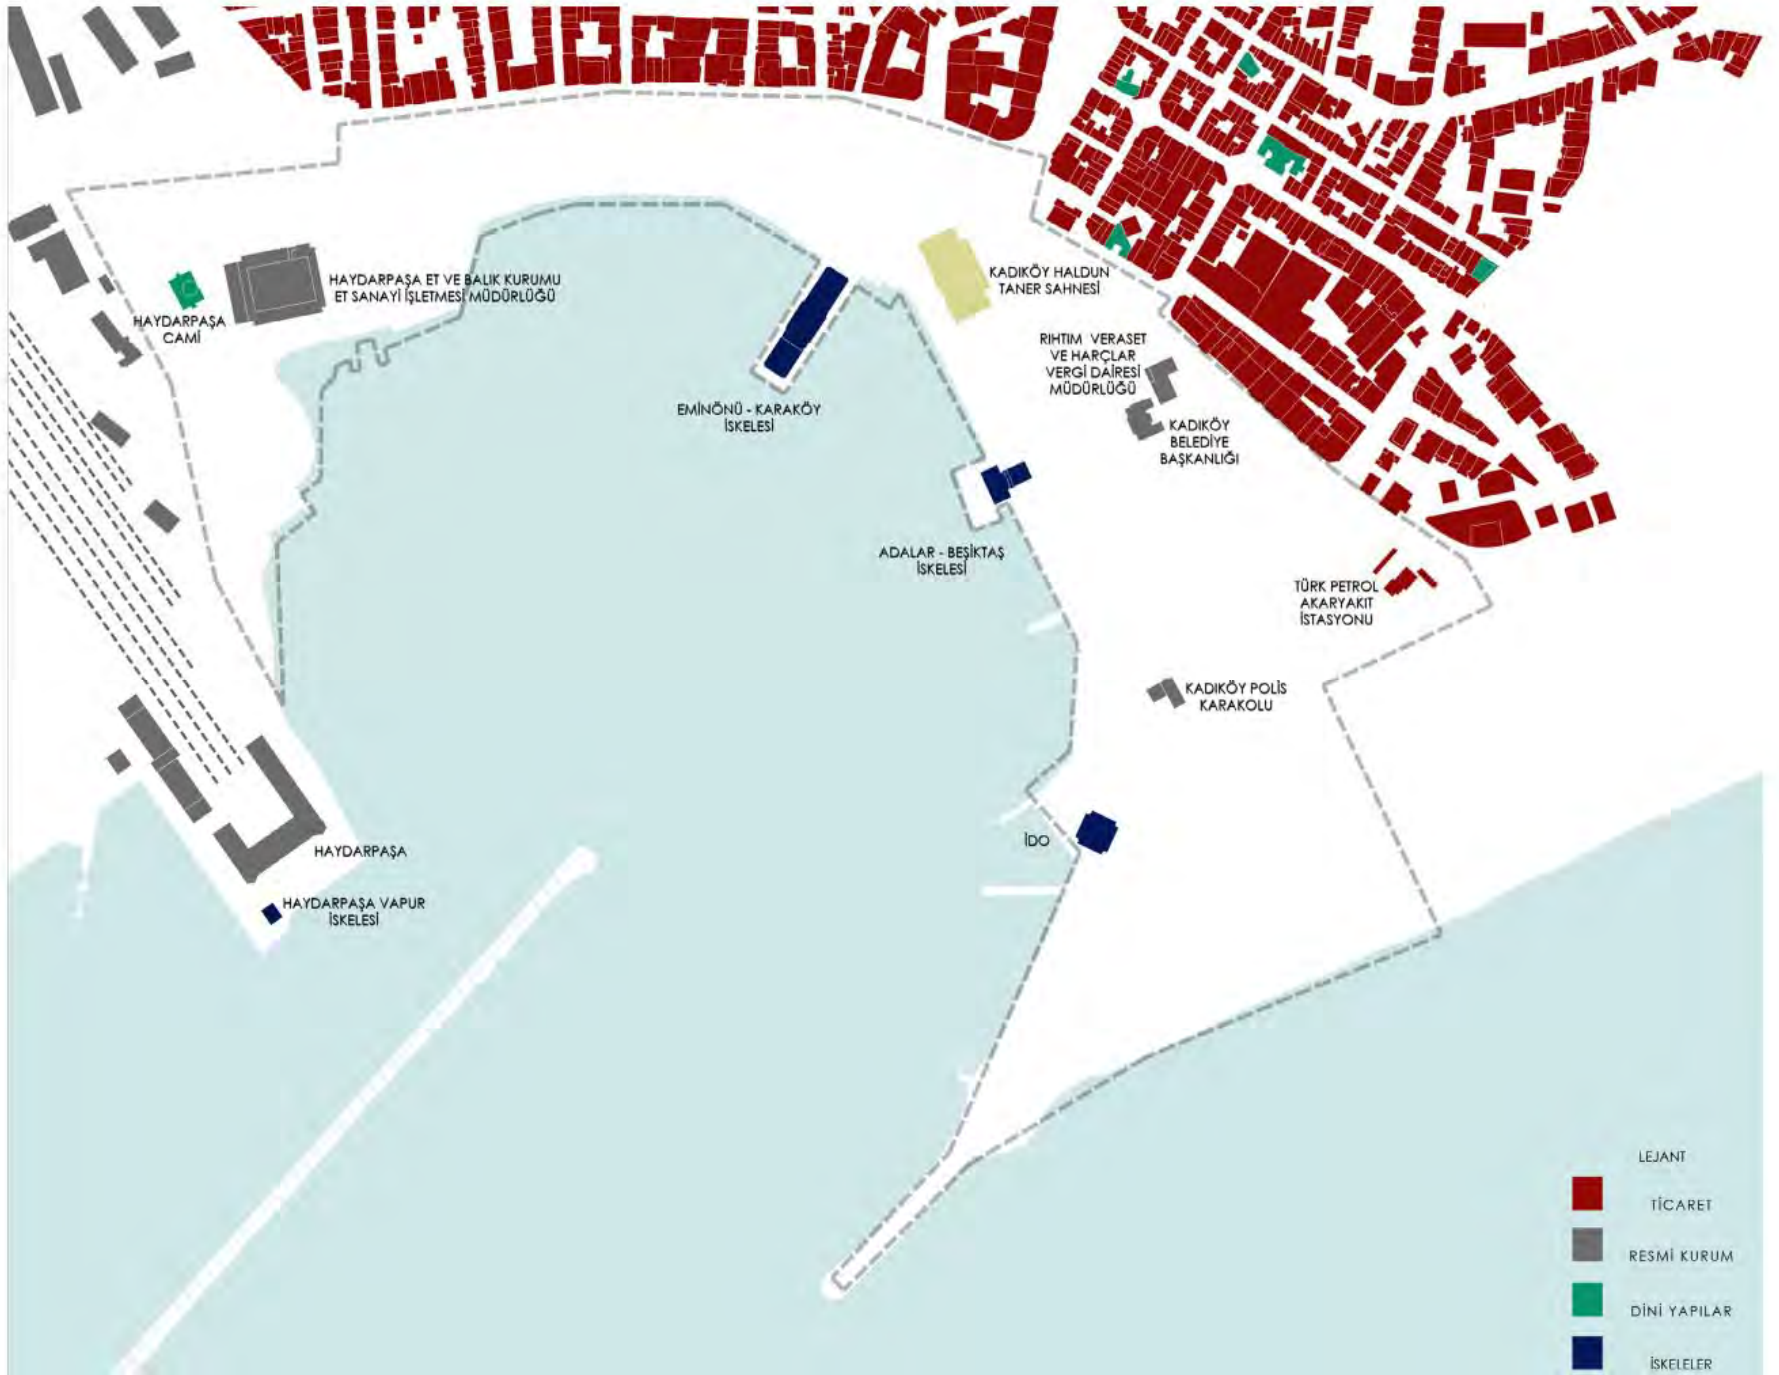 HAYDARPAŞA ET VE BALIK KURUMU
ET SANAYİ İŞLETMESİ MÜDÜRLÜĞÜ
HAYDARPAŞA
CAMİ
KADIKÖY HALDUN
TANER SAHNESİ
RIHTIM VERASET
VE HARÇLAR
VERGİ DAİRESİ
MÜDÜRLÜĞÜ
EMİNÖNÜ - KARAKÖY
İSKELESİ
KADIKÖY
BELEDİYE
BAŞKANLIĞI
ADALAR - BEŞİKTAŞ
İSKELESİ
TÜRK PETROL
AKARYAKIT
İSTASYONU
KADIKÖY POLİS
KARAKOLU
İDO
HAYDARPAŞA
HAYDARPAŞA VAPUR
İSKELESİ
LEJANT
TİCARET
RESMİ KURUM
DİNİ YAPILAR
İSKELELER